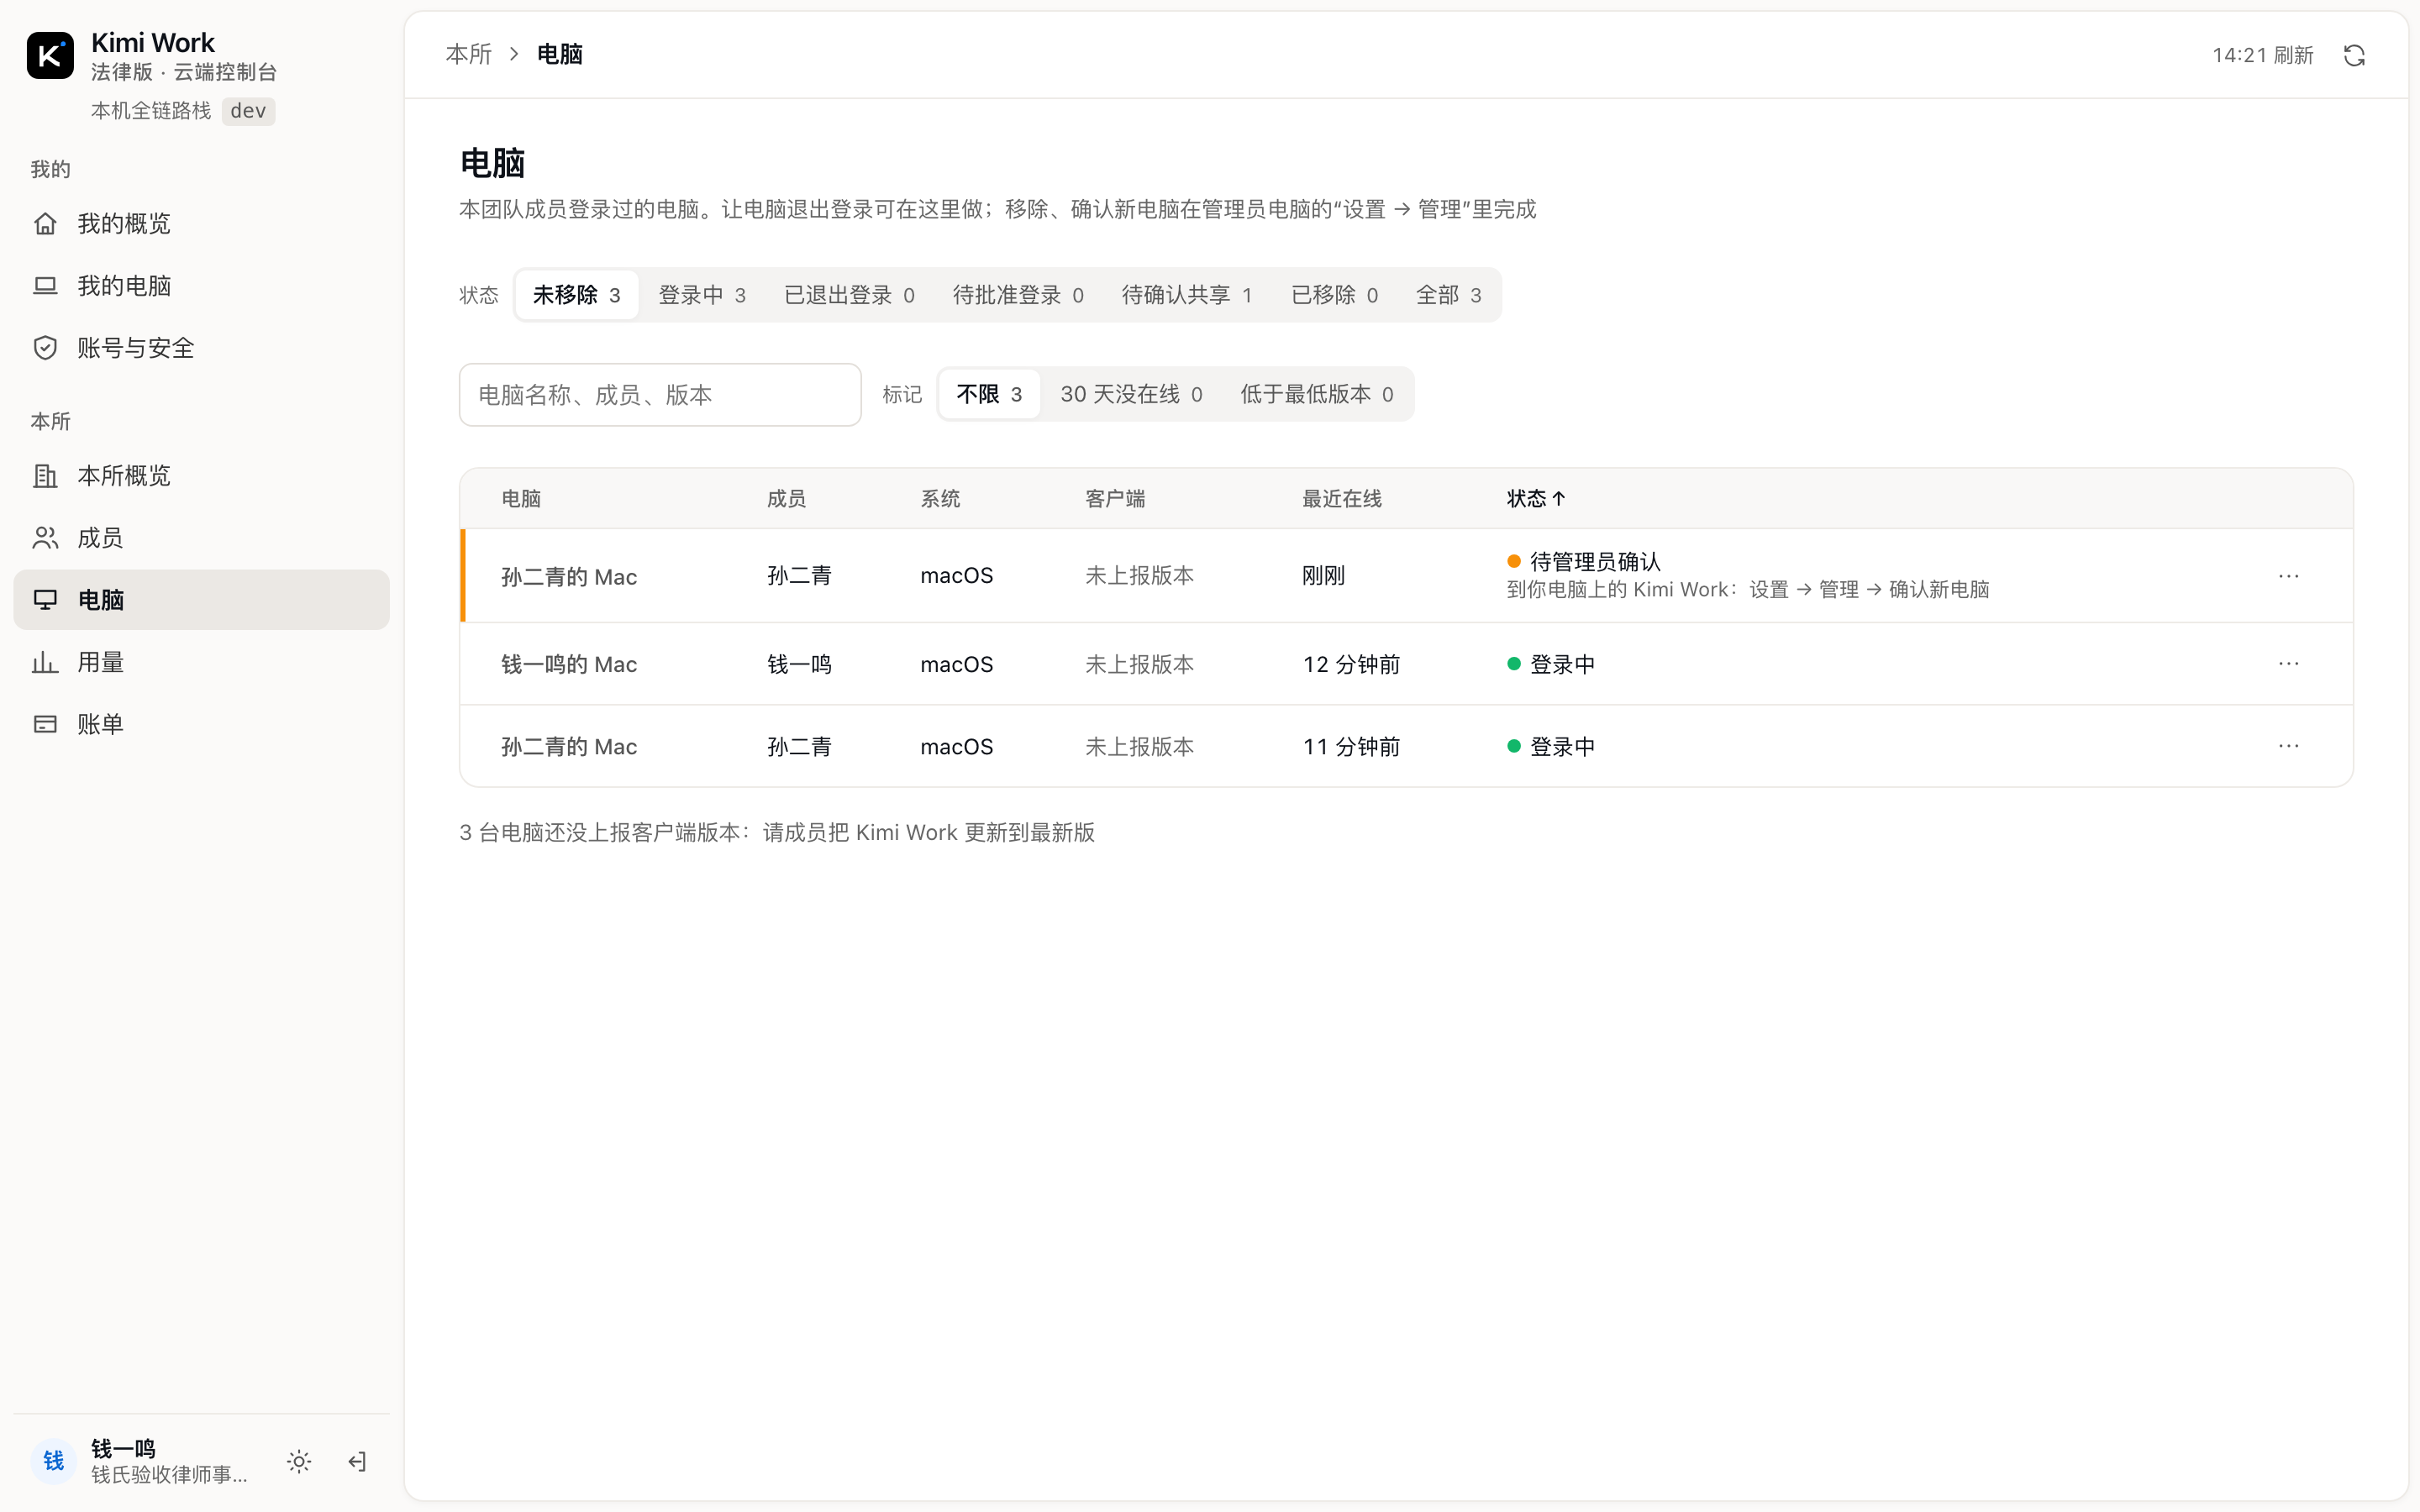 Kimi Work
法律版 · 云端控制台
本机全链路栈 dev
我的
我的概览
我的电脑
账号与安全
本所
本所概览
成员
电脑
用量
账单
钱
钱一鸣
钱氏验收律师事...
本所 > 电脑
14:21 刷新
电脑
本团队成员登录过的电脑。让电脑退出登录可在这里做；移除、确认新电脑在管理员电脑的“设置 → 管理”里完成
状态 未移除 3 登录中 3 已退出登录 0 待批准登录 0 待确认共享 1 已移除 0 全部 3
电脑名称、成员、版本 标记 不限 3 30 天没在线 0 低于最低版本 0
电脑 成员 系统 客户端 最近在线 状态 ↑
孙二青的 Mac 孙二青 macOS 未上报版本 刚刚 待管理员确认
到你电脑上的 Kimi Work：设置 → 管理 → 确认新电脑
钱一鸣的 Mac 钱一鸣 macOS 未上报版本 12 分钟前 登录中
孙二青的 Mac 孙二青 macOS 未上报版本 11 分钟前 登录中
3 台电脑还没上报客户端版本：请成员把 Kimi Work 更新到最新版